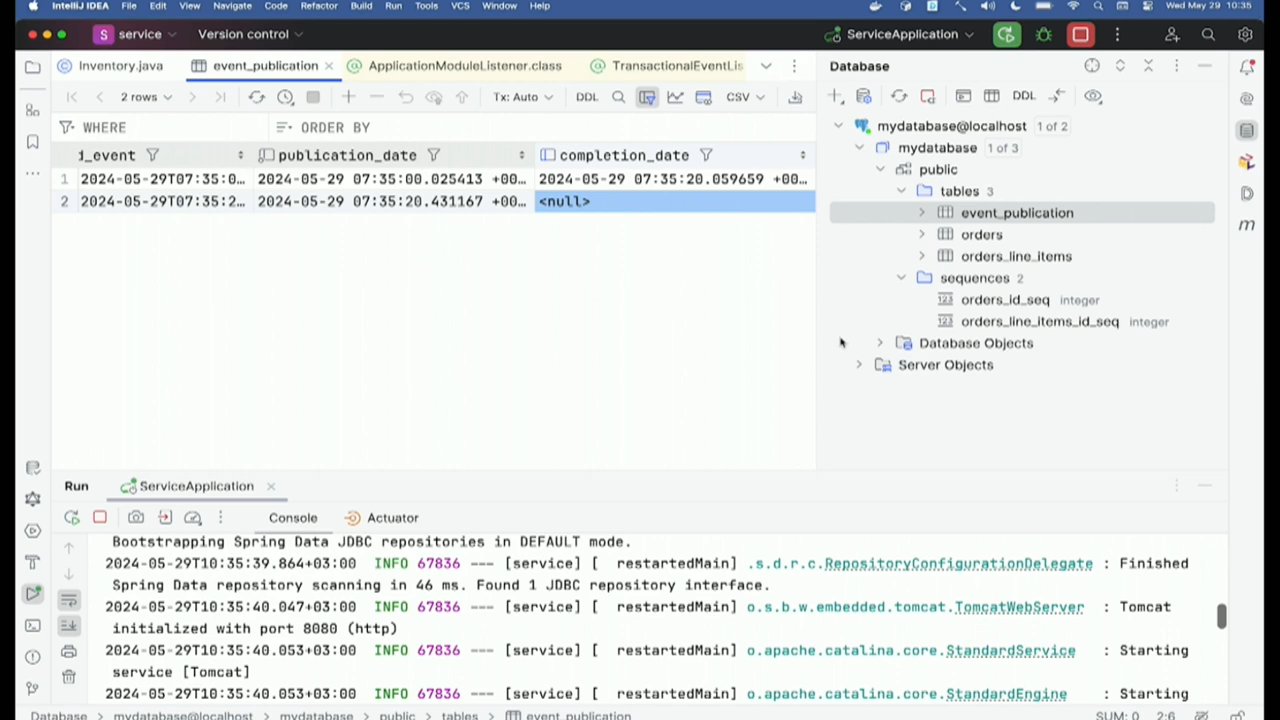 IntelliJ IDEA File Edit View Navigate Code Refactor Build Run Tools VCS Window Help Wed May 29 10:35
S service Version control ServiceApplication
Inventory.java event_publication ApplicationModuleListener.class TransactionalEventLis
Database
2 rows Tx: Auto DDL CSV
DDL
WHERE ORDER BY
i_event publication_date completion_date
1 2024-05-29T07:35:0… 2024-05-29 07:35:00.025413 +00… 2024-05-29 07:35:20.059659 +00…
2 2024-05-29T07:35:2… 2024-05-29 07:35:20.431167 +00… <null>
mydatabase@localhost 1 of 2
mydatabase 1 of 3
public
tables 3
event_publication
orders
orders_line_items
sequences 2
orders_id_seq integer
orders_line_items_id_seq integer
Database Objects
Server Objects
Run ServiceApplication
Console Actuator
Bootstrapping Spring Data JDBC repositories in DEFAULT mode.
2024-05-29T10:35:39.864+03:00 INFO 67836 --- [service] [ restartedMain] .s.d.r.c.RepositoryConfigurationDelegate : Finished
Spring Data repository scanning in 46 ms. Found 1 JDBC repository interface.
2024-05-29T10:35:40.047+03:00 INFO 67836 --- [service] [ restartedMain] o.s.b.w.embedded.tomcat.TomcatWebServer : Tomcat
initialized with port 8080 (http)
2024-05-29T10:35:40.053+03:00 INFO 67836 --- [service] [ restartedMain] o.apache.catalina.core.StandardService : Starting
service [Tomcat]
2024-05-29T10:35:40.053+03:00 INFO 67836 --- [service] [ restartedMain] o.apache.catalina.core.StandardEngine : Starting
Database mydatabase@localhost mydatabase public tables event_publication SUM: 0 2:6